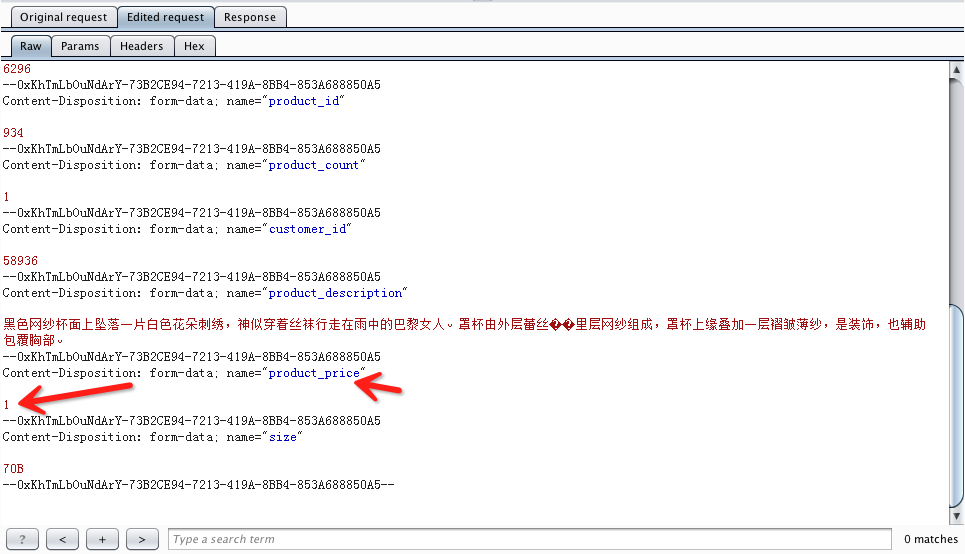 Original request Edited request Response
Raw Params Headers Hex
6296
--0xKhTmLbOuNdArY-73B2CE94-7213-419A-8BB4-853A688850A5
Content-Disposition: form-data; name="product_id"
934
--0xKhTmLbOuNdArY-73B2CE94-7213-419A-8BB4-853A688850A5
Content-Disposition: form-data; name="product_count"
1
--0xKhTmLbOuNdArY-73B2CE94-7213-419A-8BB4-853A688850A5
Content-Disposition: form-data; name="customer_id"
58936
--0xKhTmLbOuNdArY-73B2CE94-7213-419A-8BB4-853A688850A5
Content-Disposition: form-data; name="product_description"
黑色网纱杯面上坠落一片白色花朵刺绣，神似穿着丝袜行走在雨中的巴黎女人。罩杯由外层蕾丝��里层网纱组成，罩杯上缘叠加一层褶皱薄纱，是装饰，也辅助
包覆胸部。
--0xKhTmLbOuNdArY-73B2CE94-7213-419A-8BB4-853A688850A5
Content-Disposition: form-data; name="product_price"
1
--0xKhTmLbOuNdArY-73B2CE94-7213-419A-8BB4-853A688850A5
Content-Disposition: form-data; name="size"
70B
--0xKhTmLbOuNdArY-73B2CE94-7213-419A-8BB4-853A688850A5--
? < + > Type a search term 0 matches